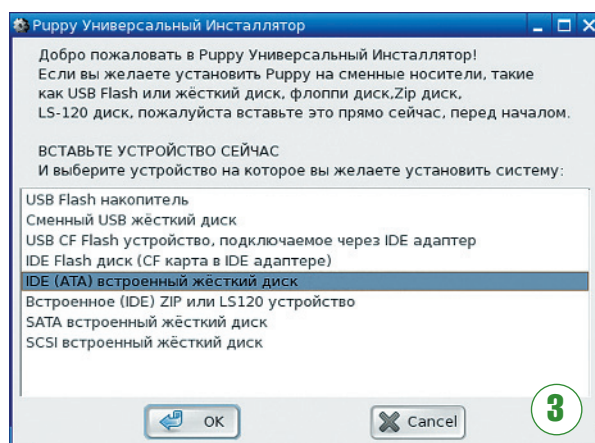 Puppy Универсальный Инсталлятор
Добро пожаловать в Puppy Универсальный Инсталлятор!
Если вы желаете установить Puppy на сменные носители, такие
как USB Flash или жёсткий диск, флоппи диск,Zip диск,
LS-120 диск, пожалуйста вставьте это прямо сейчас, перед началом.
ВСТАВЬТЕ УСТРОЙСТВО СЕЙЧАС
И выберите устройство на которое вы желаете установить систему:
USB Flash накопитель
Сменный USB жёсткий диск
USB CF Flash устройство, подключаемое через IDE адаптер
IDE Flash диск (CF карта в IDE адаптере)
IDE (ATA) встроенный жёсткий диск
Встроенное (IDE) ZIP или LS120 устройство
SATA встроенный жёсткий диск
SCSI встроенный жёсткий диск
OK
Cancel
3